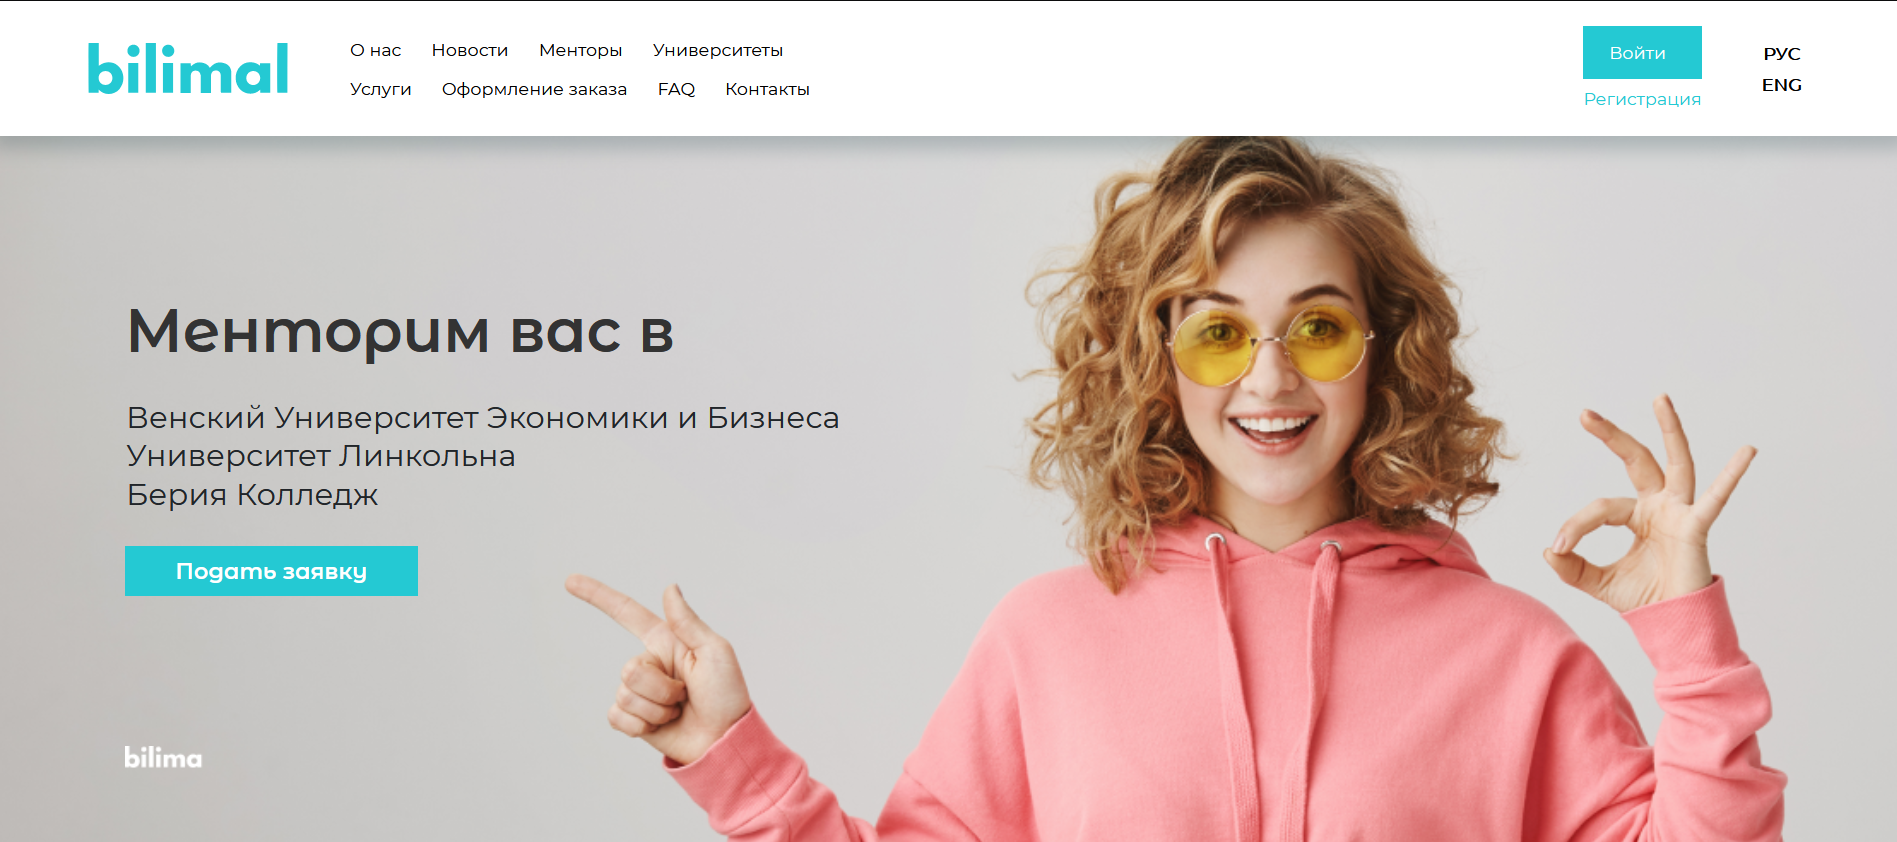 bilimal
О нас Новости Менторы Университеты
Услуги Оформление заказа FAQ Контакты
Войти
Регистрация
РУС
ENG
Менторим вас в
Венский Университет Экономики и Бизнеса
Университет Линкольна
Берия Колледж
Подать заявку
bilima